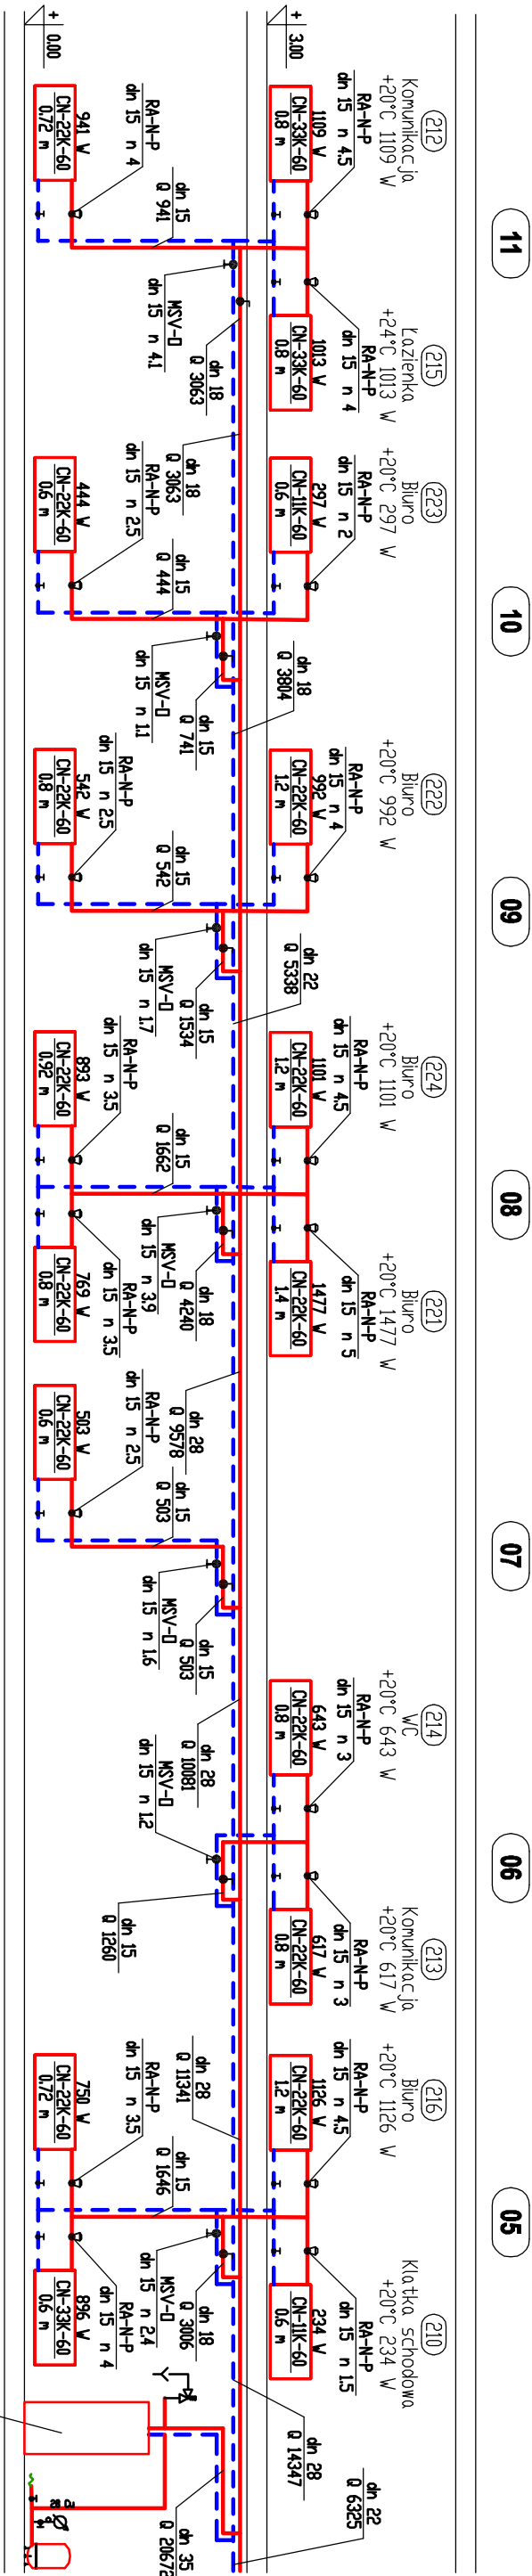 11
10
09
08
07
06
05
212
Komunikacja
+20°C 1109 W
215
Łazienka
+24°C 1013 W
223
Biuro
+20°C 297 W
222
Biuro
+20°C 992 W
224
Biuro
+20°C 1101 W
221
Biuro
+20°C 1477 W
214
WC
+20°C 643 W
213
Komunikacja
+20°C 617 W
216
Biuro
+20°C 1126 W
210
Klatka schodowa
+20°C 234 W
+
3.00
RA-N-P
dn 15 n 4.5
1109 W
CN-33K-60
0.8 m
RA-N-P
dn 15 n 4
1013 W
CN-33K-60
0.8 m
RA-N-P
dn 15 n 2
297 W
CN-11K-60
0.6 m
RA-N-P
dn 15 n 4
992 W
CN-22K-60
1.2 m
RA-N-P
dn 15 n 4.5
1101 W
CN-22K-60
1.2 m
RA-N-P
dn 15 n 5
1477 W
CN-22K-60
1.4 m
RA-N-P
dn 15 n 3
643 W
CN-22K-60
0.8 m
RA-N-P
dn 15 n 3
617 W
CN-22K-60
0.8 m
RA-N-P
dn 15 n 4.5
1126 W
CN-22K-60
1.2 m
RA-N-P
dn 15 n 1.5
234 W
CN-11K-60
0.6 m
dn 18
Q 3804
dn 22
Q 5338
dn 28
Q 14347
dn 22
Q 6325
dn 18
Q 3063
MSV-D
dn 15 n 4.1
dn 18
Q 3063
dn 15
Q 741
MSV-D
dn 15 n 1.1
dn 15
Q 1534
MSV-D
dn 15 n 1.7
dn 18
Q 4240
MSV-D
dn 15 n 3.9
dn 28
Q 9578
dn 15
Q 503
MSV-D
dn 15 n 1.6
dn 28
Q 10081
MSV-D
dn 15 n 1.2
dn 15
Q 1260
dn 28
Q 11341
dn 18
Q 3006
MSV-D
dn 15 n 2.4
dn 35
+
0.00
RA-N-P
dn 15 n 4
941 W
CN-22K-60
0.72 m
dn 15
Q 941
RA-N-P
dn 15 n 2.5
444 W
CN-22K-60
0.6 m
dn 15
Q 444
RA-N-P
dn 15 n 2.5
542 W
CN-22K-60
0.8 m
dn 15
Q 542
RA-N-P
dn 15 n 3.5
893 W
CN-22K-60
0.92 m
dn 15
Q 1662
RA-N-P
dn 15 n 3.5
769 W
CN-22K-60
0.8 m
RA-N-P
dn 15 n 2.5
503 W
CN-22K-60
0.6 m
dn 15
Q 503
RA-N-P
dn 15 n 3.5
750 W
CN-22K-60
0.72 m
dn 15
Q 1646
RA-N-P
dn 15 n 4
896 W
CN-33K-60
0.6 m